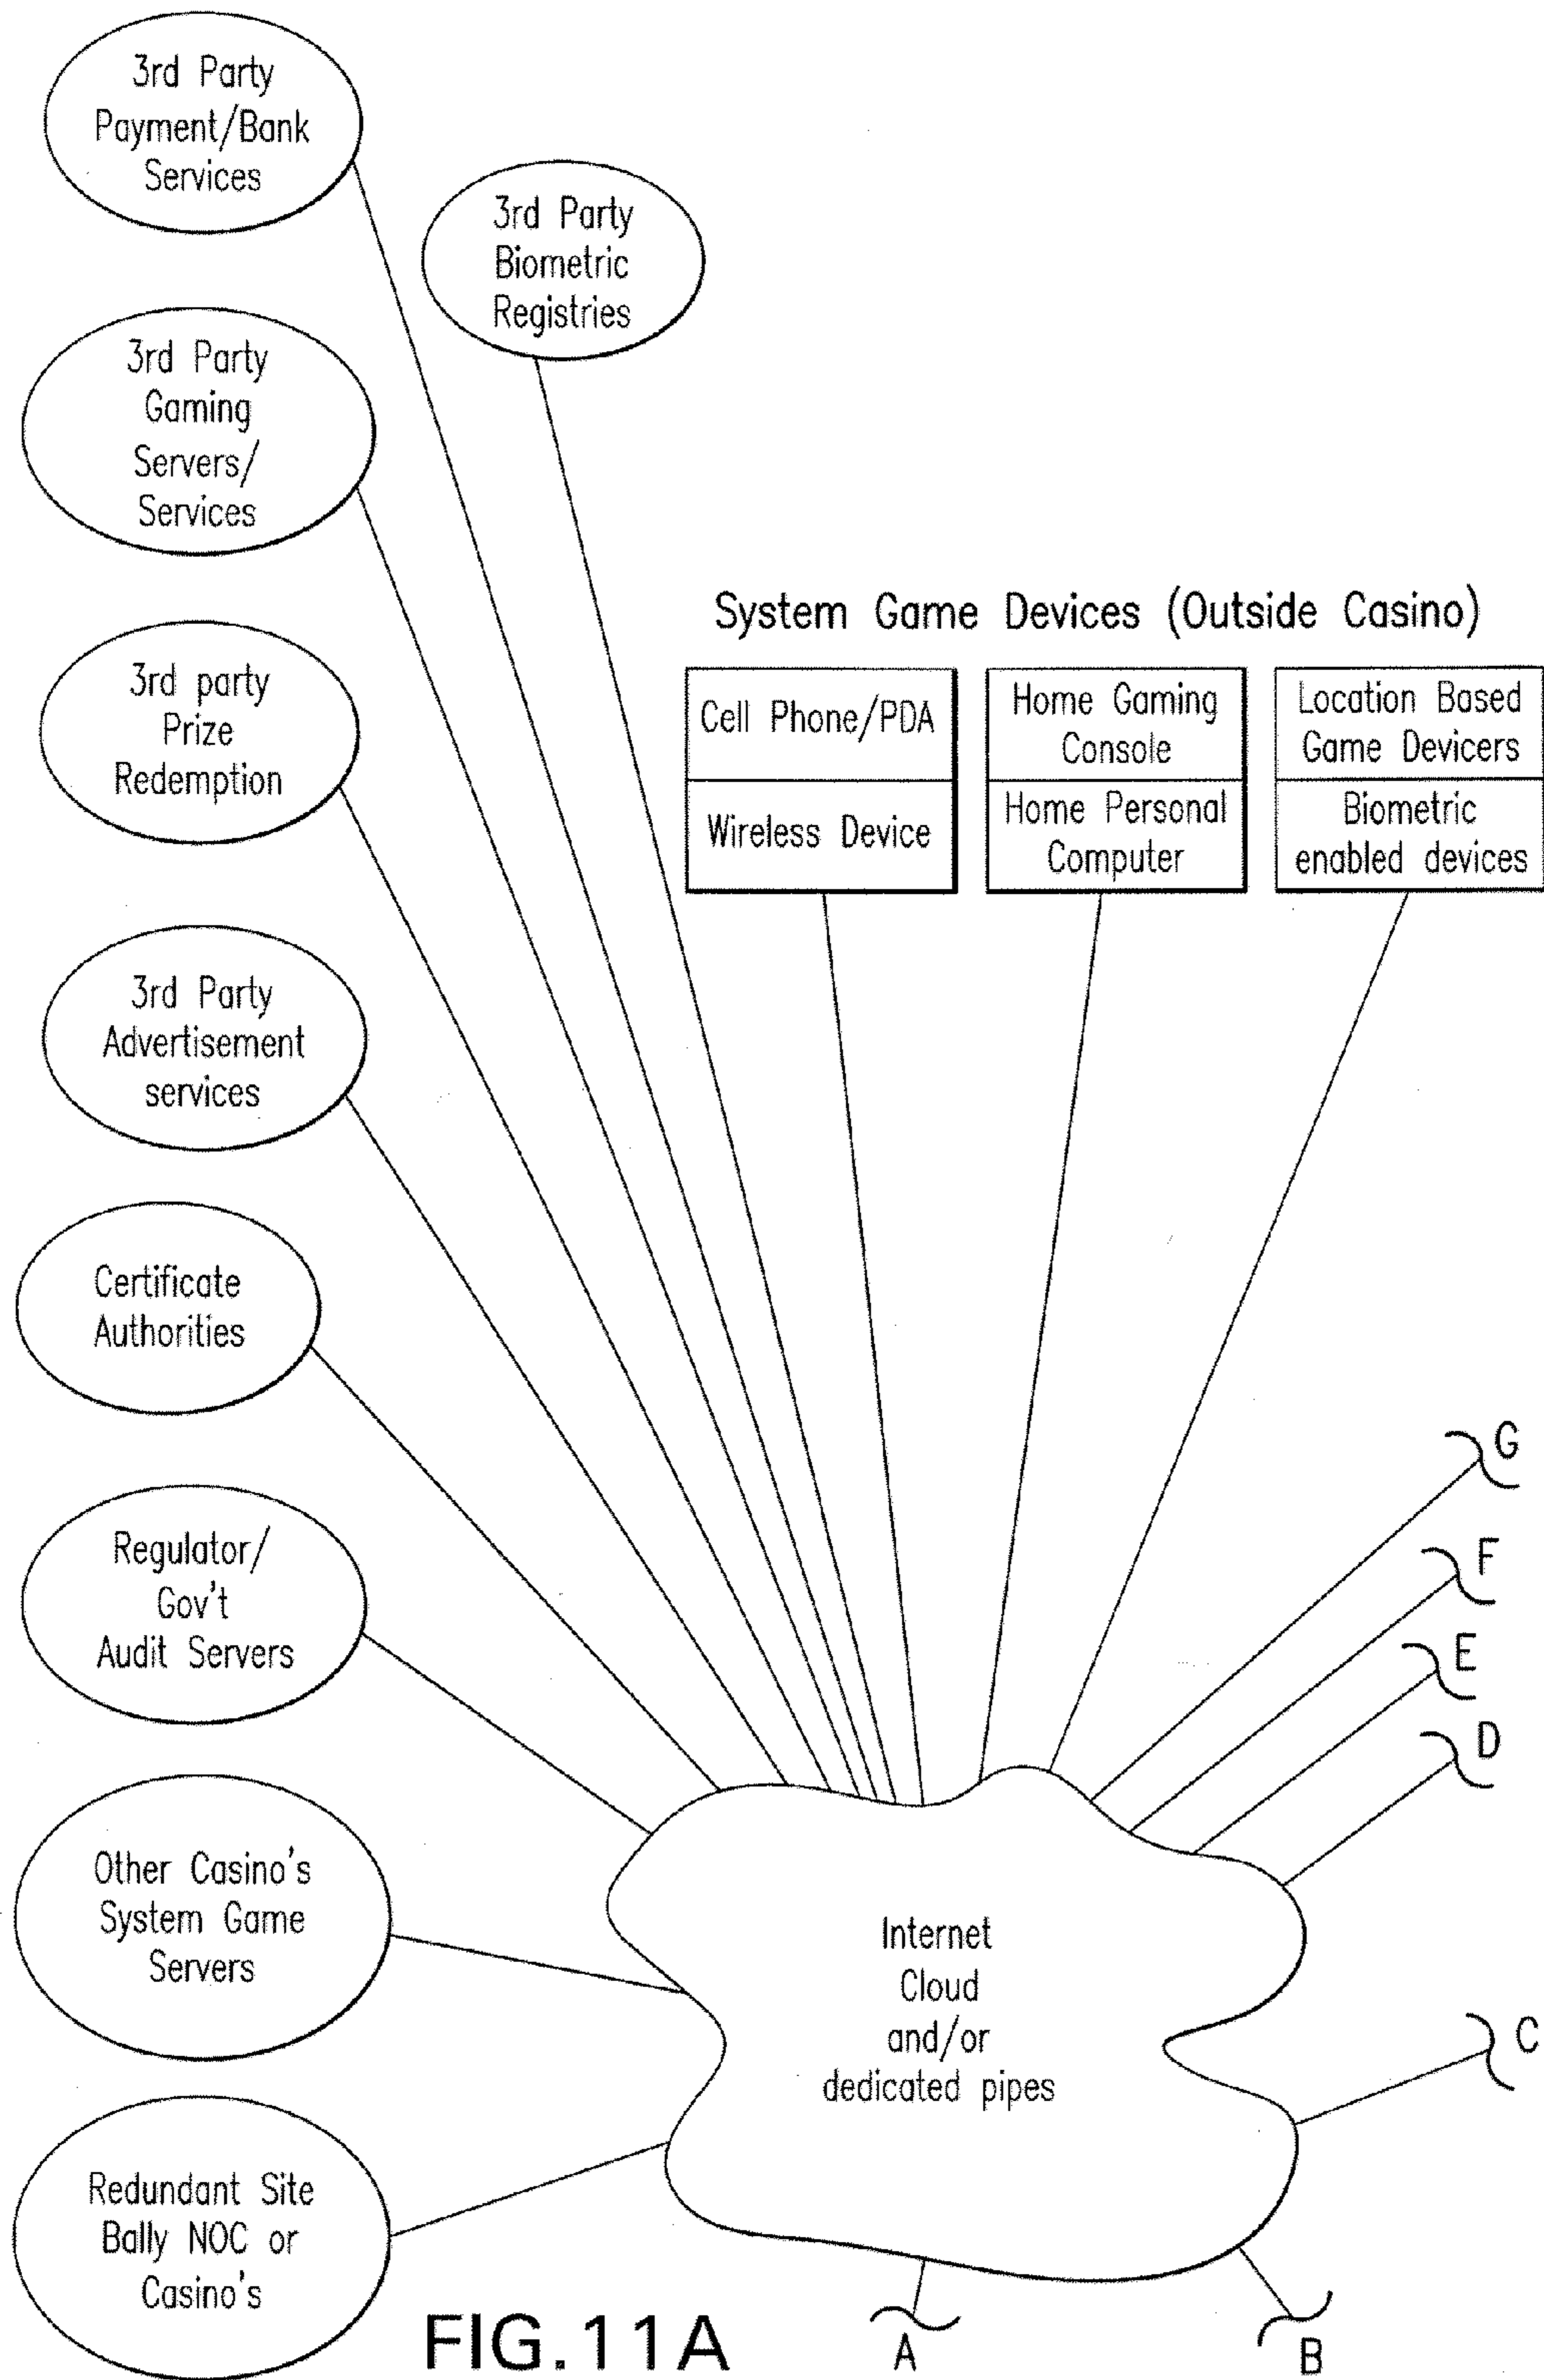 3rd Party
Payment/Bank
Services
3rd Party
Biometric
Registries
3rd Party
Gaming
Servers/
Services
System Game Devices (Outside Casino)
Cell Phone/PDA
Wireless Device
Home Gaming
Console
Home Personal
Computer
Location Based
Game Devicers
Biometric
enabled devices
3rd party
Prize
Redemption
3rd Party
Advertisement
services
Certificate
Authorities
Regulator/
Gov't
Audit Servers
Other Casino's
System Game
Servers
Redundant Site
Bally NOC or
Casino's
Internet
Cloud
and/or
dedicated pipes
G
F
E
D
C
B
A
FIG.11A